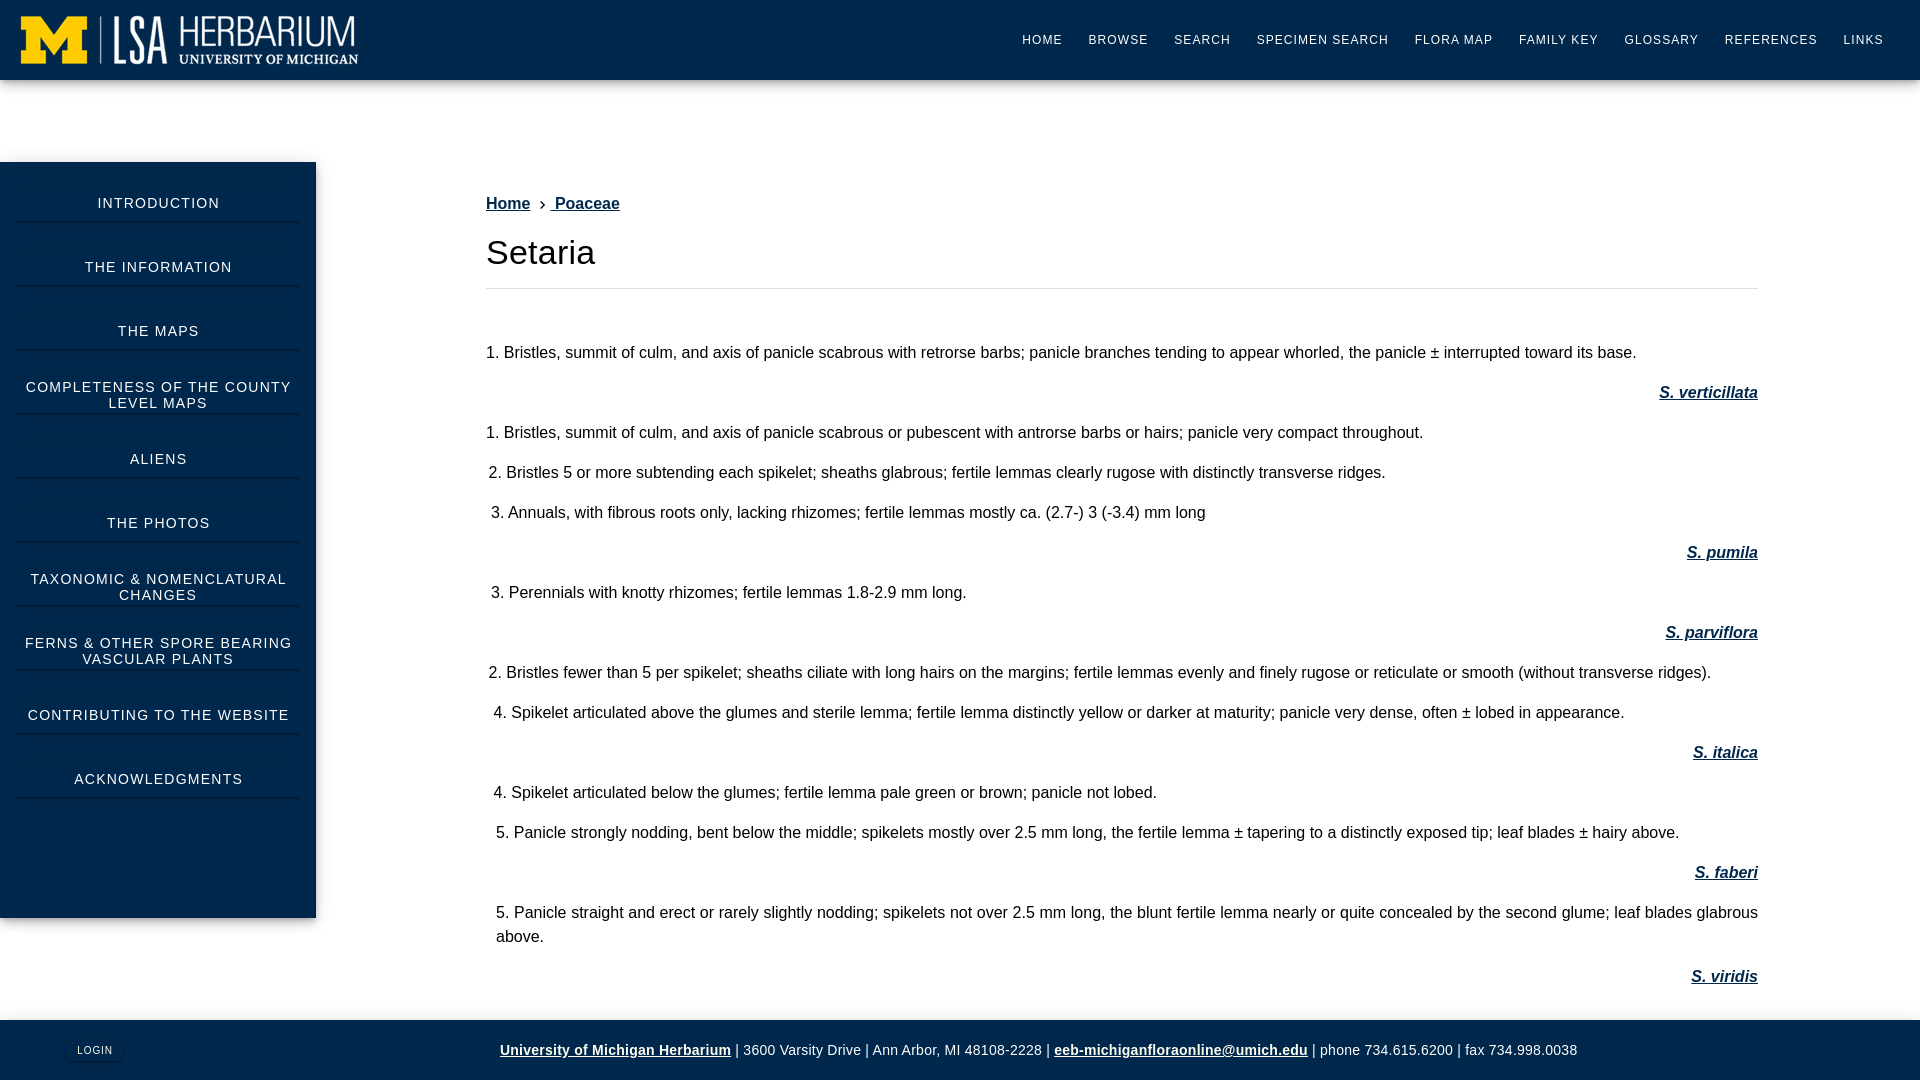 M LSA HERBARIUM
UNIVERSITY OF MICHIGAN
HOME BROWSE SEARCH SPECIMEN SEARCH FLORA MAP FAMILY KEY GLOSSARY REFERENCES LINKS
INTRODUCTION
THE INFORMATION
THE MAPS
COMPLETENESS OF THE COUNTY
LEVEL MAPS
ALIENS
THE PHOTOS
TAXONOMIC & NOMENCLATURAL
CHANGES
FERNS & OTHER SPORE BEARING
VASCULAR PLANTS
CONTRIBUTING TO THE WEBSITE
ACKNOWLEDGMENTS
Home › Poaceae
Setaria
1. Bristles, summit of culm, and axis of panicle scabrous with retrorse barbs; panicle branches tending to appear whorled, the panicle ± interrupted toward its base.
S. verticillata
1. Bristles, summit of culm, and axis of panicle scabrous or pubescent with antrorse barbs or hairs; panicle very compact throughout.
2. Bristles 5 or more subtending each spikelet; sheaths glabrous; fertile lemmas clearly rugose with distinctly transverse ridges.
3. Annuals, with fibrous roots only, lacking rhizomes; fertile lemmas mostly ca. (2.7-) 3 (-3.4) mm long
S. pumila
3. Perennials with knotty rhizomes; fertile lemmas 1.8-2.9 mm long.
S. parviflora
2. Bristles fewer than 5 per spikelet; sheaths ciliate with long hairs on the margins; fertile lemmas evenly and finely rugose or reticulate or smooth (without transverse ridges).
4. Spikelet articulated above the glumes and sterile lemma; fertile lemma distinctly yellow or darker at maturity; panicle very dense, often ± lobed in appearance.
S. italica
4. Spikelet articulated below the glumes; fertile lemma pale green or brown; panicle not lobed.
5. Panicle strongly nodding, bent below the middle; spikelets mostly over 2.5 mm long, the fertile lemma ± tapering to a distinctly exposed tip; leaf blades ± hairy above.
S. faberi
5. Panicle straight and erect or rarely slightly nodding; spikelets not over 2.5 mm long, the blunt fertile lemma nearly or quite concealed by the second glume; leaf blades glabrous
above.
S. viridis
LOGIN
University of Michigan Herbarium | 3600 Varsity Drive | Ann Arbor, MI 48108-2228 | eeb-michiganfloraonline@umich.edu | phone 734.615.6200 | fax 734.998.0038